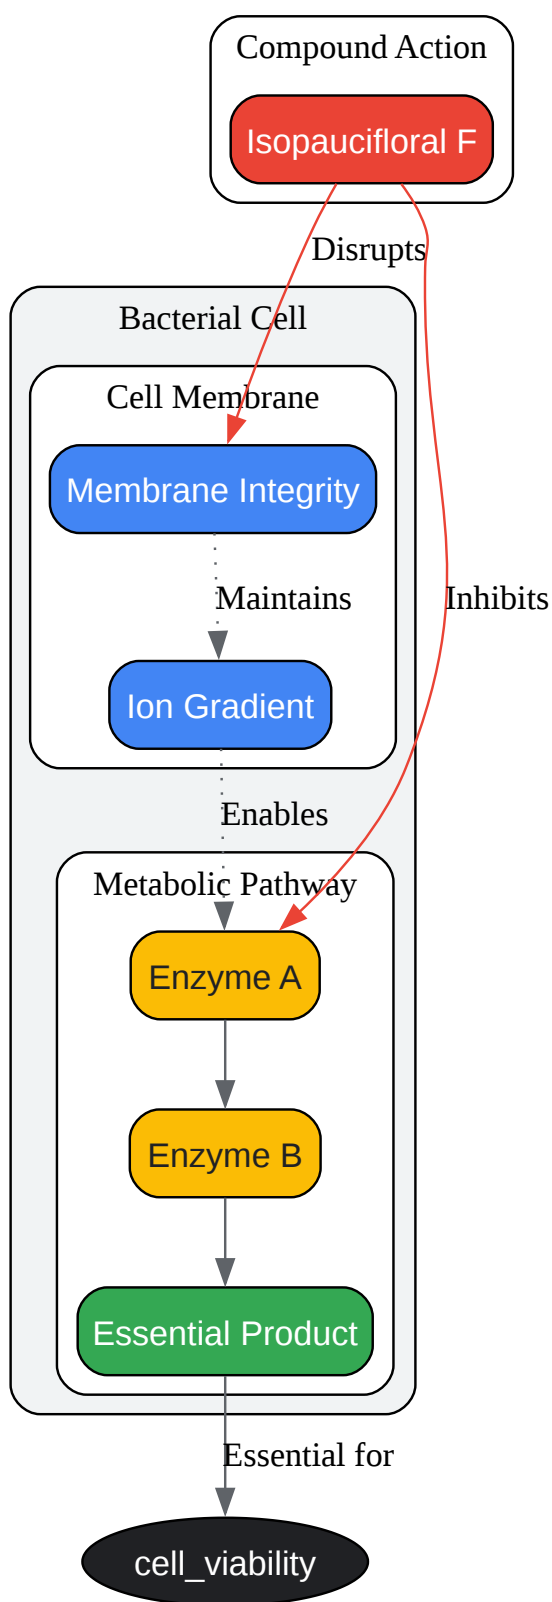 Compound Action
Isopaucifloral F
Disrupts
Bacterial Cell
Cell Membrane
Membrane Integrity
Maintains
Inhibits
Ion Gradient
Enables
Metabolic Pathway
Enzyme A
Enzyme B
Essential Product
Essential for
cell_viability